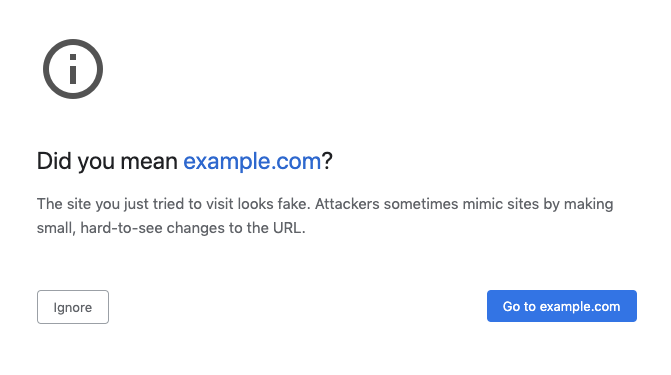 Did you mean example.com?
The site you just tried to visit looks fake. Attackers sometimes mimic sites by making
small, hard-to-see changes to the URL.
Ignore
Go to example.com